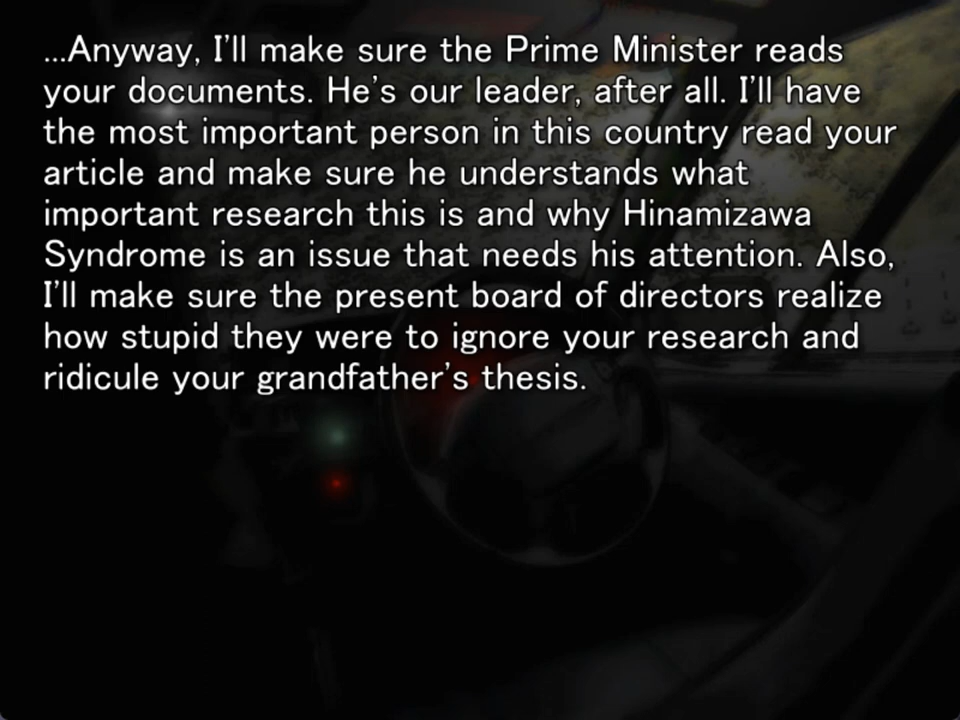 ...Anyway, I'll make sure the Prime Minister reads
your documents. He's our leader, after all. I'll have
the most important person in this country read your
article and make sure he understands what
important research this is and why Hinamizawa
Syndrome is an issue that needs his attention. Also,
I'll make sure the present board of directors realize
how stupid they were to ignore your research and
ridicule your grandfather's thesis.